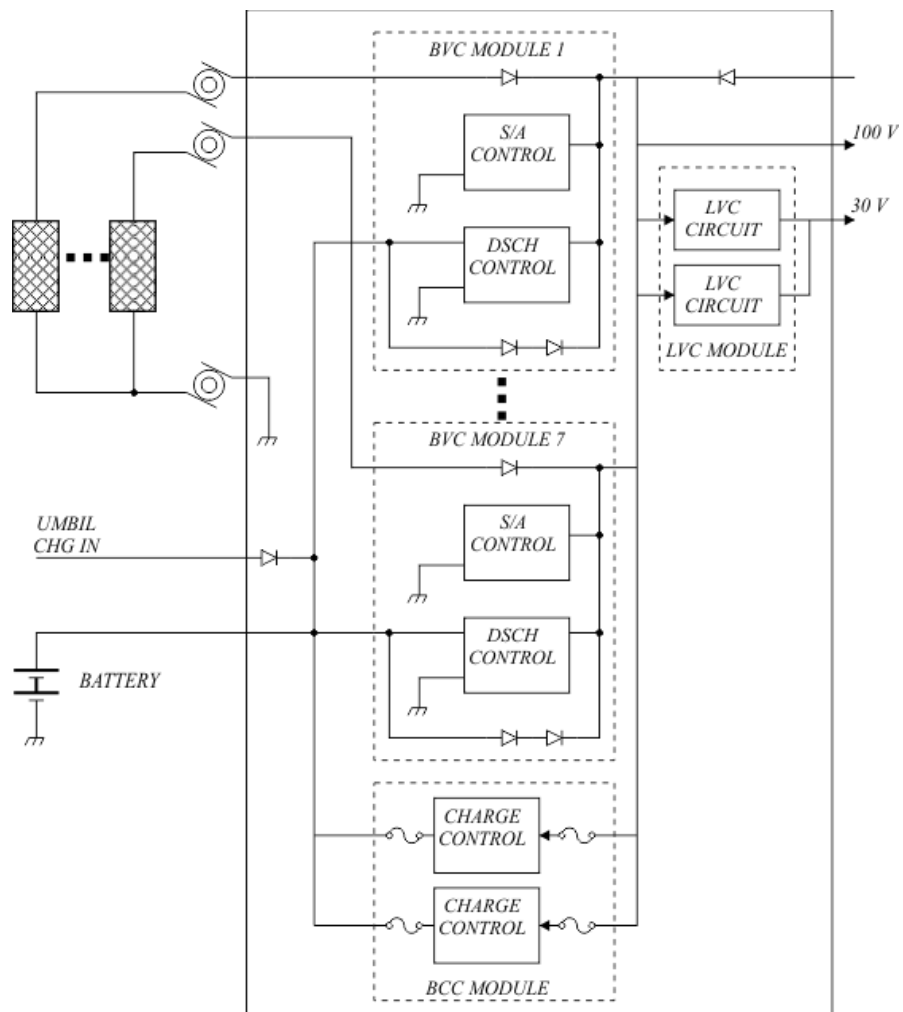 BVC MODULE 1
S/A
CONTROL
100 V
30 V
LVC
CIRCUIT
DSCH
CONTROL
LVC
CIRCUIT
LVC MODULE
BVC MODULE 7
S/A
CONTROL
UMBIL
CHG IN
DSCH
CONTROL
BATTERY
CHARGE
CONTROL
CHARGE
CONTROL
BCC MODULE